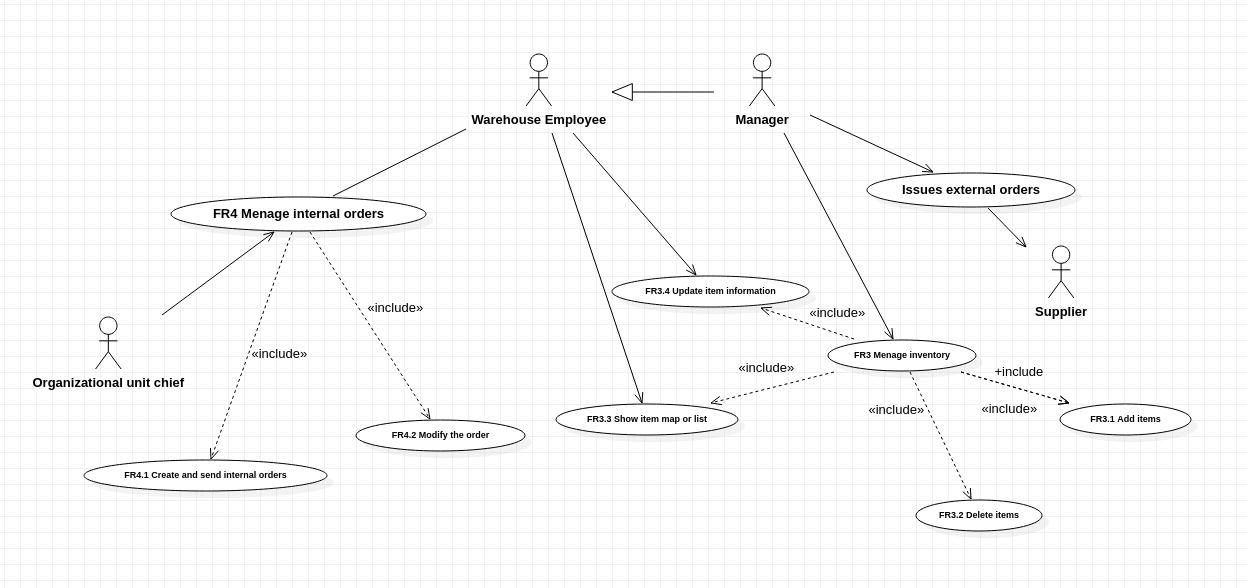 Warehouse Employee
Manager
Issues external orders
FR4 Menage internal orders
Supplier
FR3.4 Update item information
«include»
«include»
FR3 Menage inventory
«include»
Organizational unit chief
«include»
+include
«include»
«include»
FR3.3 Show item map or list
FR3.1 Add items
FR4.2 Modify the order
FR4.1 Create and send internal orders
FR3.2 Delete items